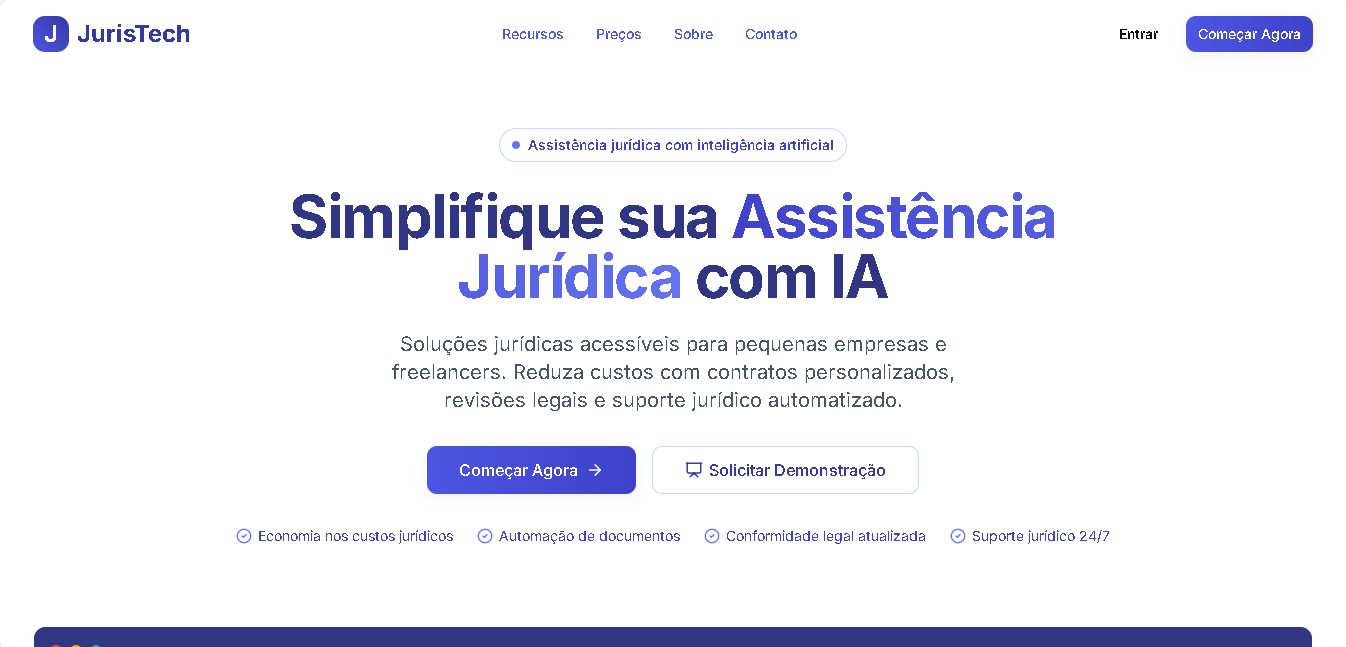 J JurisTech
Recursos
Preços
Sobre
Contato
Entrar
Começar Agora
Assistência jurídica com inteligência artificial
Simplifique sua Assistência
Jurídica com IA
Soluções jurídicas acessíveis para pequenas empresas e
freelancers. Reduza custos com contratos personalizados,
revisões legais e suporte jurídico automatizado.
Começar Agora
Solicitar Demonstração
Economia nos custos jurídicos
Automação de documentos
Conformidade legal atualizada
Suporte jurídico 24/7